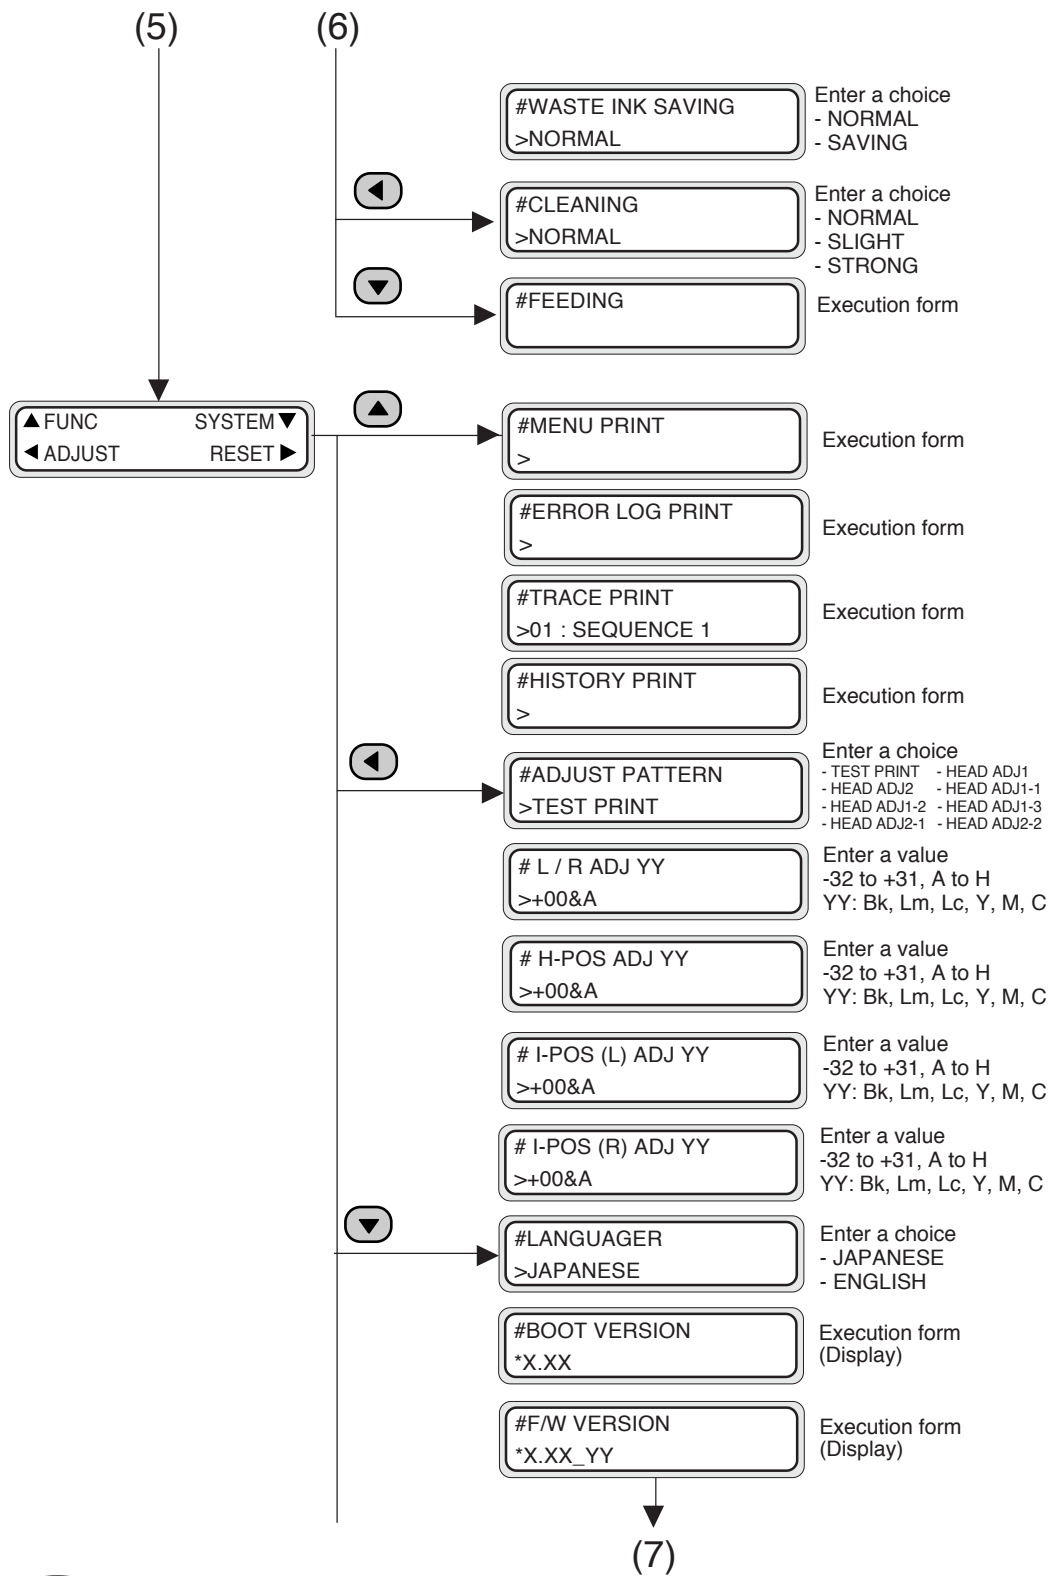 (5)
(6)
#WASTE INK SAVING
>NORMAL
Enter a choice
- NORMAL
- SAVING
#CLEANING
>NORMAL
Enter a choice
- NORMAL
- SLIGHT
- STRONG
#FEEDING
Execution form
▲ FUNC SYSTEM ▼
◀ ADJUST RESET ▶
#MENU PRINT
>
Execution form
#ERROR LOG PRINT
>
Execution form
#TRACE PRINT
>01 : SEQUENCE 1
Execution form
#HISTORY PRINT
>
Execution form
#ADJUST PATTERN
>TEST PRINT
Enter a choice
- TEST PRINT - HEAD ADJ1
- HEAD ADJ2 - HEAD ADJ1-1
- HEAD ADJ1-2 - HEAD ADJ1-3
- HEAD ADJ2-1 - HEAD ADJ2-2
# L / R ADJ YY
>+00&A
Enter a value
-32 to +31, A to H
YY: Bk, Lm, Lc, Y, M, C
# H-POS ADJ YY
>+00&A
Enter a value
-32 to +31, A to H
YY: Bk, Lm, Lc, Y, M, C
# I-POS (L) ADJ YY
>+00&A
Enter a value
-32 to +31, A to H
YY: Bk, Lm, Lc, Y, M, C
# I-POS (R) ADJ YY
>+00&A
Enter a value
-32 to +31, A to H
YY: Bk, Lm, Lc, Y, M, C
#LANGUAGER
>JAPANESE
Enter a choice
- JAPANESE
- ENGLISH
#BOOT VERSION
*X.XX
Execution form
(Display)
#F/W VERSION
*X.XX_YY
Execution form
(Display)
(7)